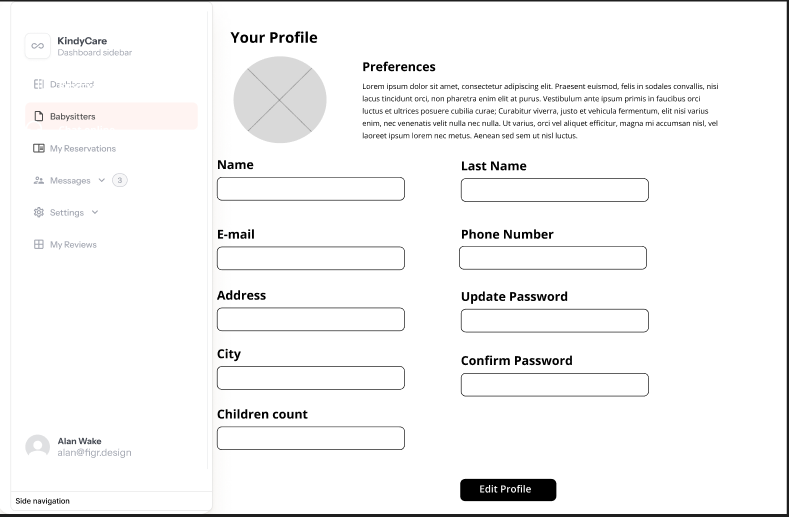 KindyCare
Dashboard sidebar
Dashboard
Babysitters
My Reservations
Messages 3
Settings
My Reviews
Alan Wake
alan@figr.design
Side navigation
Your Profile
Preferences
Lorem ipsum dolor sit amet, consectetur adipiscing elit. Praesent euismod, felis in sodales convallis, nisi
lacus tincidunt orci, non pharetra enim elit at purus. Vestibulum ante ipsum primis in faucibus orci
luctus et ultrices posuere cubilia curae; Curabitur viverra, justo et vehicula fermentum, elit nisi varius
enim, nec venenatis velit nulla nec nulla. Ut varius, orci vel aliquet efficitur, magna mi accumsan nisl, vel
laoreet ipsum lorem nec metus. Aenean sed sem ut nisl luctus.
Name
Last Name
E-mail
Phone Number
Address
Update Password
City
Confirm Password
Children count
Edit Profile